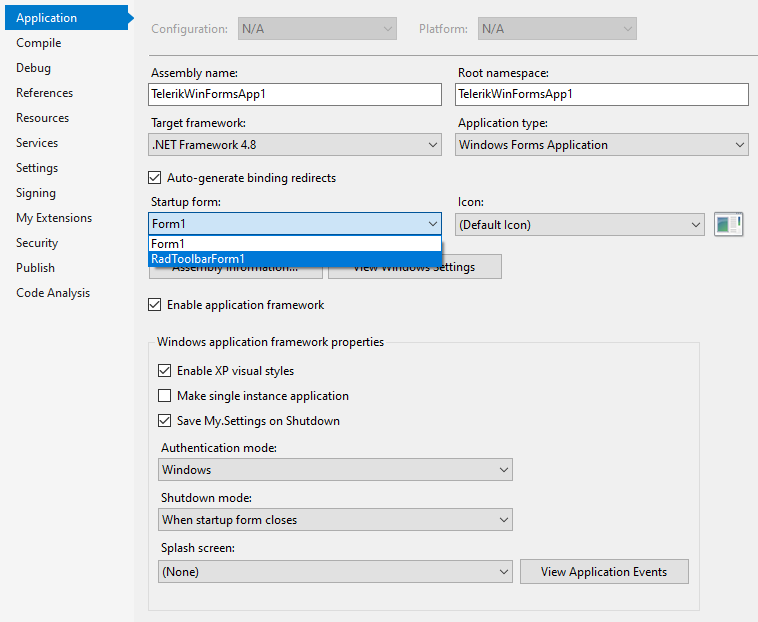 Application
Compile
Debug
References
Resources
Services
Settings
Signing
My Extensions
Security
Publish
Code Analysis
Configuration: N/A Platform: N/A
Assembly name: Root namespace:
TelerikWinFormsApp1 TelerikWinFormsApp1
Target framework: Application type:
.NET Framework 4.8 Windows Forms Application
Auto-generate binding redirects
Startup form: Icon:
Form1 (Default Icon)
Form1
RadToolbarForm1
Assembly Information... View Windows Settings
Enable application framework
Windows application framework properties
Enable XP visual styles
Make single instance application
Save My.Settings on Shutdown
Authentication mode:
Windows
Shutdown mode:
When startup form closes
Splash screen:
(None) View Application Events